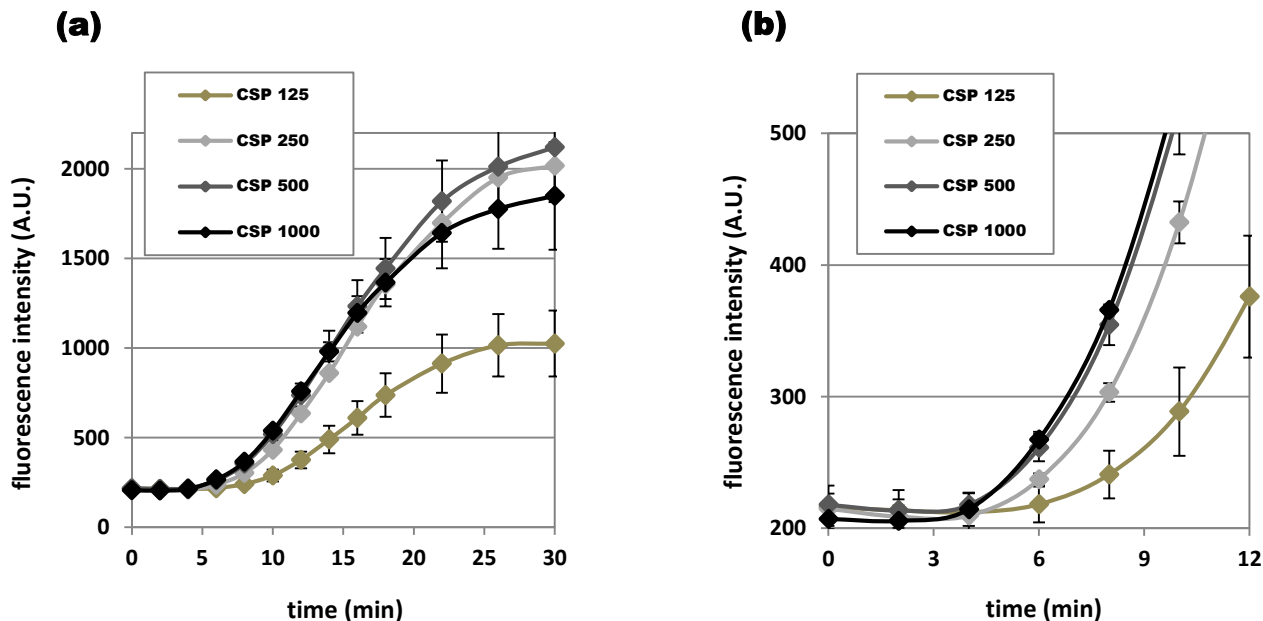 (a)
CSP 125
CSP 250
CSP 500
CSP 1000
fluorescence intensity (A.U.)
2000
1500
1000
500
0
0 5 10 15 20 25 30
time (min)
(b)
CSP 125
CSP 250
CSP 500
CSP 1000
fluorescence intensity (A.U.)
500
400
300
200
0 3 6 9 12
time (min)